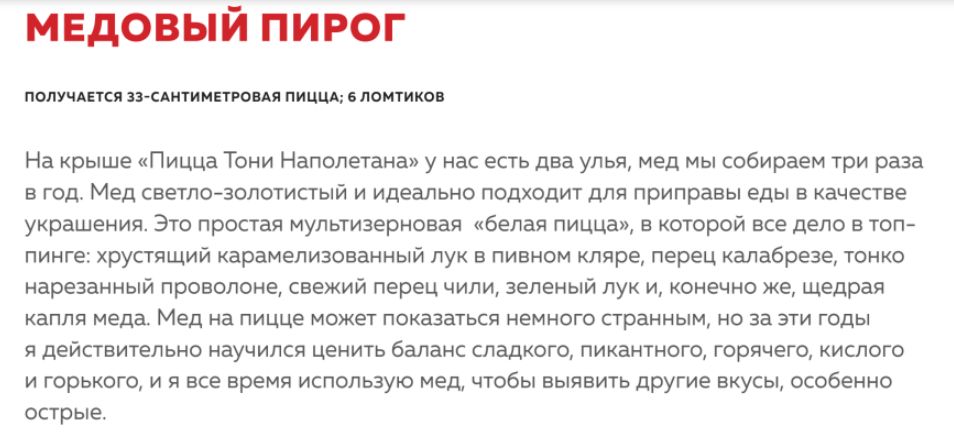 МЕДОВЫЙ ПИРОГ
ПОЛУЧАЕТСЯ 33-САНТИМЕТРОВАЯ ПИЦЦА; 6 ЛОМТИКОВ
На крыше «Пицца Тони Наполетана» у нас есть два улья, мед мы собираем три раза
в год. Мед светло-золотистый и идеально подходит для приправы еды в качестве
украшения. Это простая мультизерновая «белая пицца», в которой все дело в топ-
пинге: хрустящий карамелизованный лук в пивном кляре, перец калабрезе, тонко
нарезанный проволоне, свежий перец чили, зеленый лук и, конечно же, щедрая
капля меда. Мед на пицце может показаться немного странным, но за эти годы
я действительно научился ценить баланс сладкого, пикантного, горячего, кислого
и горького, и я все время использую мед, чтобы выявить другие вкусы, особенно
острые.